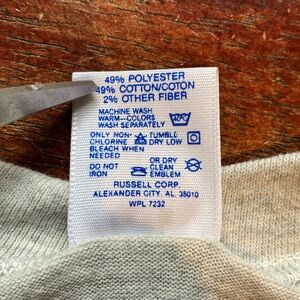 49% POLYESTER
49% COTTON/COTON
2% OTHER FIBER
MACHINE WASH
WARM-COLORS
WASH SEPARATELY
ONLY NON- TUMBLE
CHLORINE DRY LOW
BLEACH WHEN
NEEDED
DO NOT OR DRY
IRON CLEAN
EMBLEM
RUSSELL CORP.
ALEXANDER CITY, AL. 35010
WPL 7232